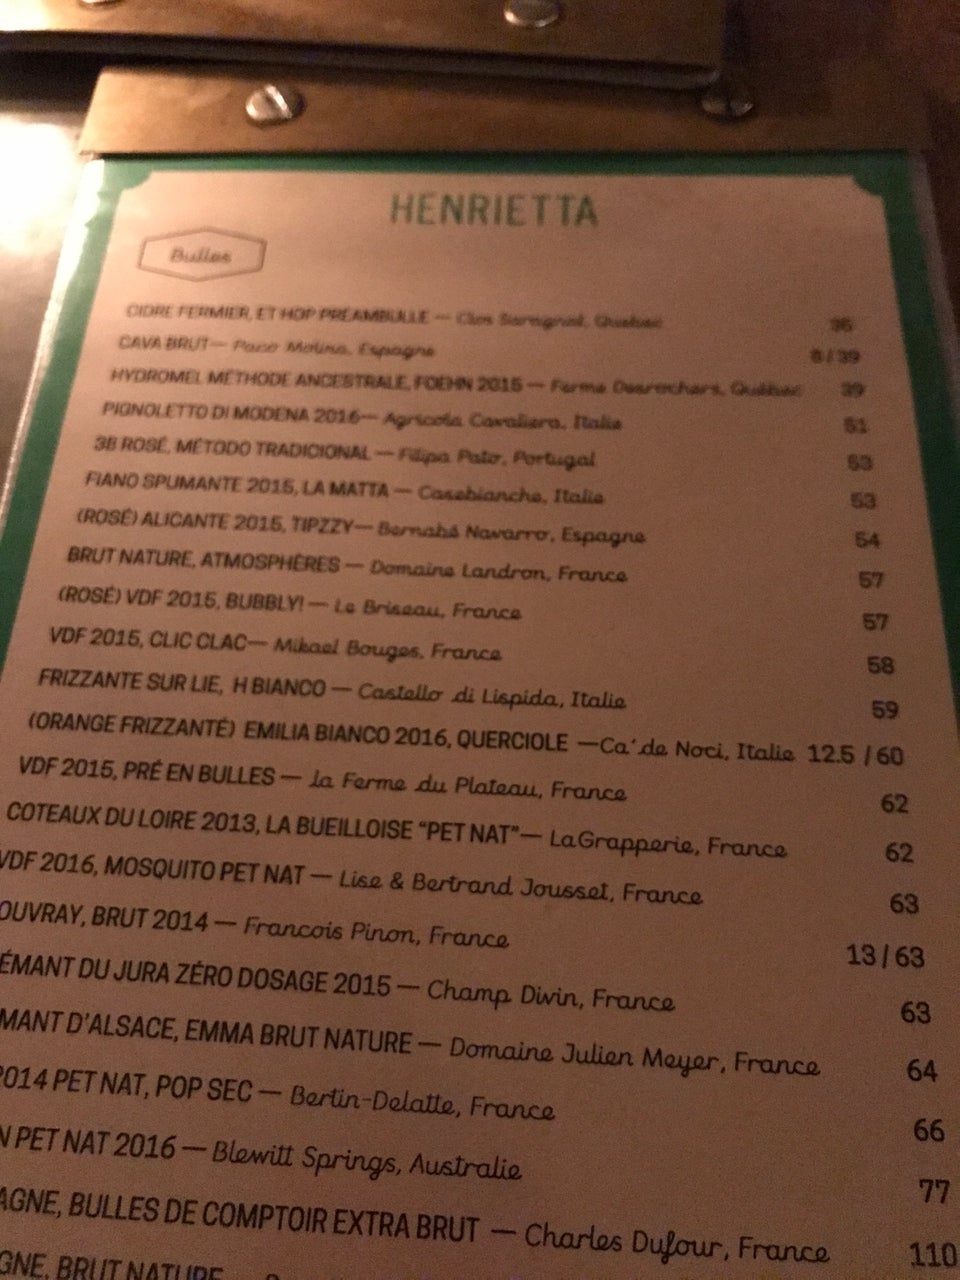 HENRIETTA
Bulles
CIDRE FERMIER, ET HOP PRÉAMBULLE — Clos Saragnat, Québec 36
CAVA BRUT— Paco Molina, Espagne 8 / 39
HYDROMEL MÉTHODE ANCESTRALE, FOEHN 2015 — Ferme Desrochers, Québec 39
PIGNOLETTO DI MODENA 2016— Agricola Cavaliera, Italie 51
3B ROSÉ, MÉTODO TRADICIONAL — Filipa Pato, Portugal 53
FIANO SPUMANTE 2015, LA MATTA — Casebianche, Italie 53
(ROSÉ) ALICANTE 2015, TIPZZY— Bernabé Navarro, Espagne 54
BRUT NATURE, ATMOSPHÈRES — Domaine Landron, France 57
(ROSÉ) VDF 2015, BUBBLY! — Le Briseau, France 57
VDF 2015, CLIC CLAC— Mikael Bouges, France 58
FRIZZANTE SUR LIE, H BIANCO — Castello di Lispida, Italie 59
(ORANGE FRIZZANTÉ) EMILIA BIANCO 2016, QUERCIOLE —Ca'de Noci, Italie 12.5 / 60
VDF 2015, PRÉ EN BULLES — la Ferme du Plateau, France 62
COTEAUX DU LOIRE 2013, LA BUEILLOISE “PET NAT”— LaGrapperie, France 62
VDF 2016, MOSQUITO PET NAT — Lise & Bertrand Jousset, France 63
OUVRAY, BRUT 2014 — Francois Pinon, France 13 / 63
ÉMANT DU JURA ZÉRO DOSAGE 2015 — Champ Divin, France 63
MANT D'ALSACE, EMMA BRUT NATURE — Domaine Julien Meyer, France 64
2014 PET NAT, POP SEC — Bertin-Delatte, France 66
N PET NAT 2016 — Blewitt Springs, Australie 77
AGNE, BULLES DE COMPTOIR EXTRA BRUT — Charles Dufour, France 110
GNE, BRUT NATURE